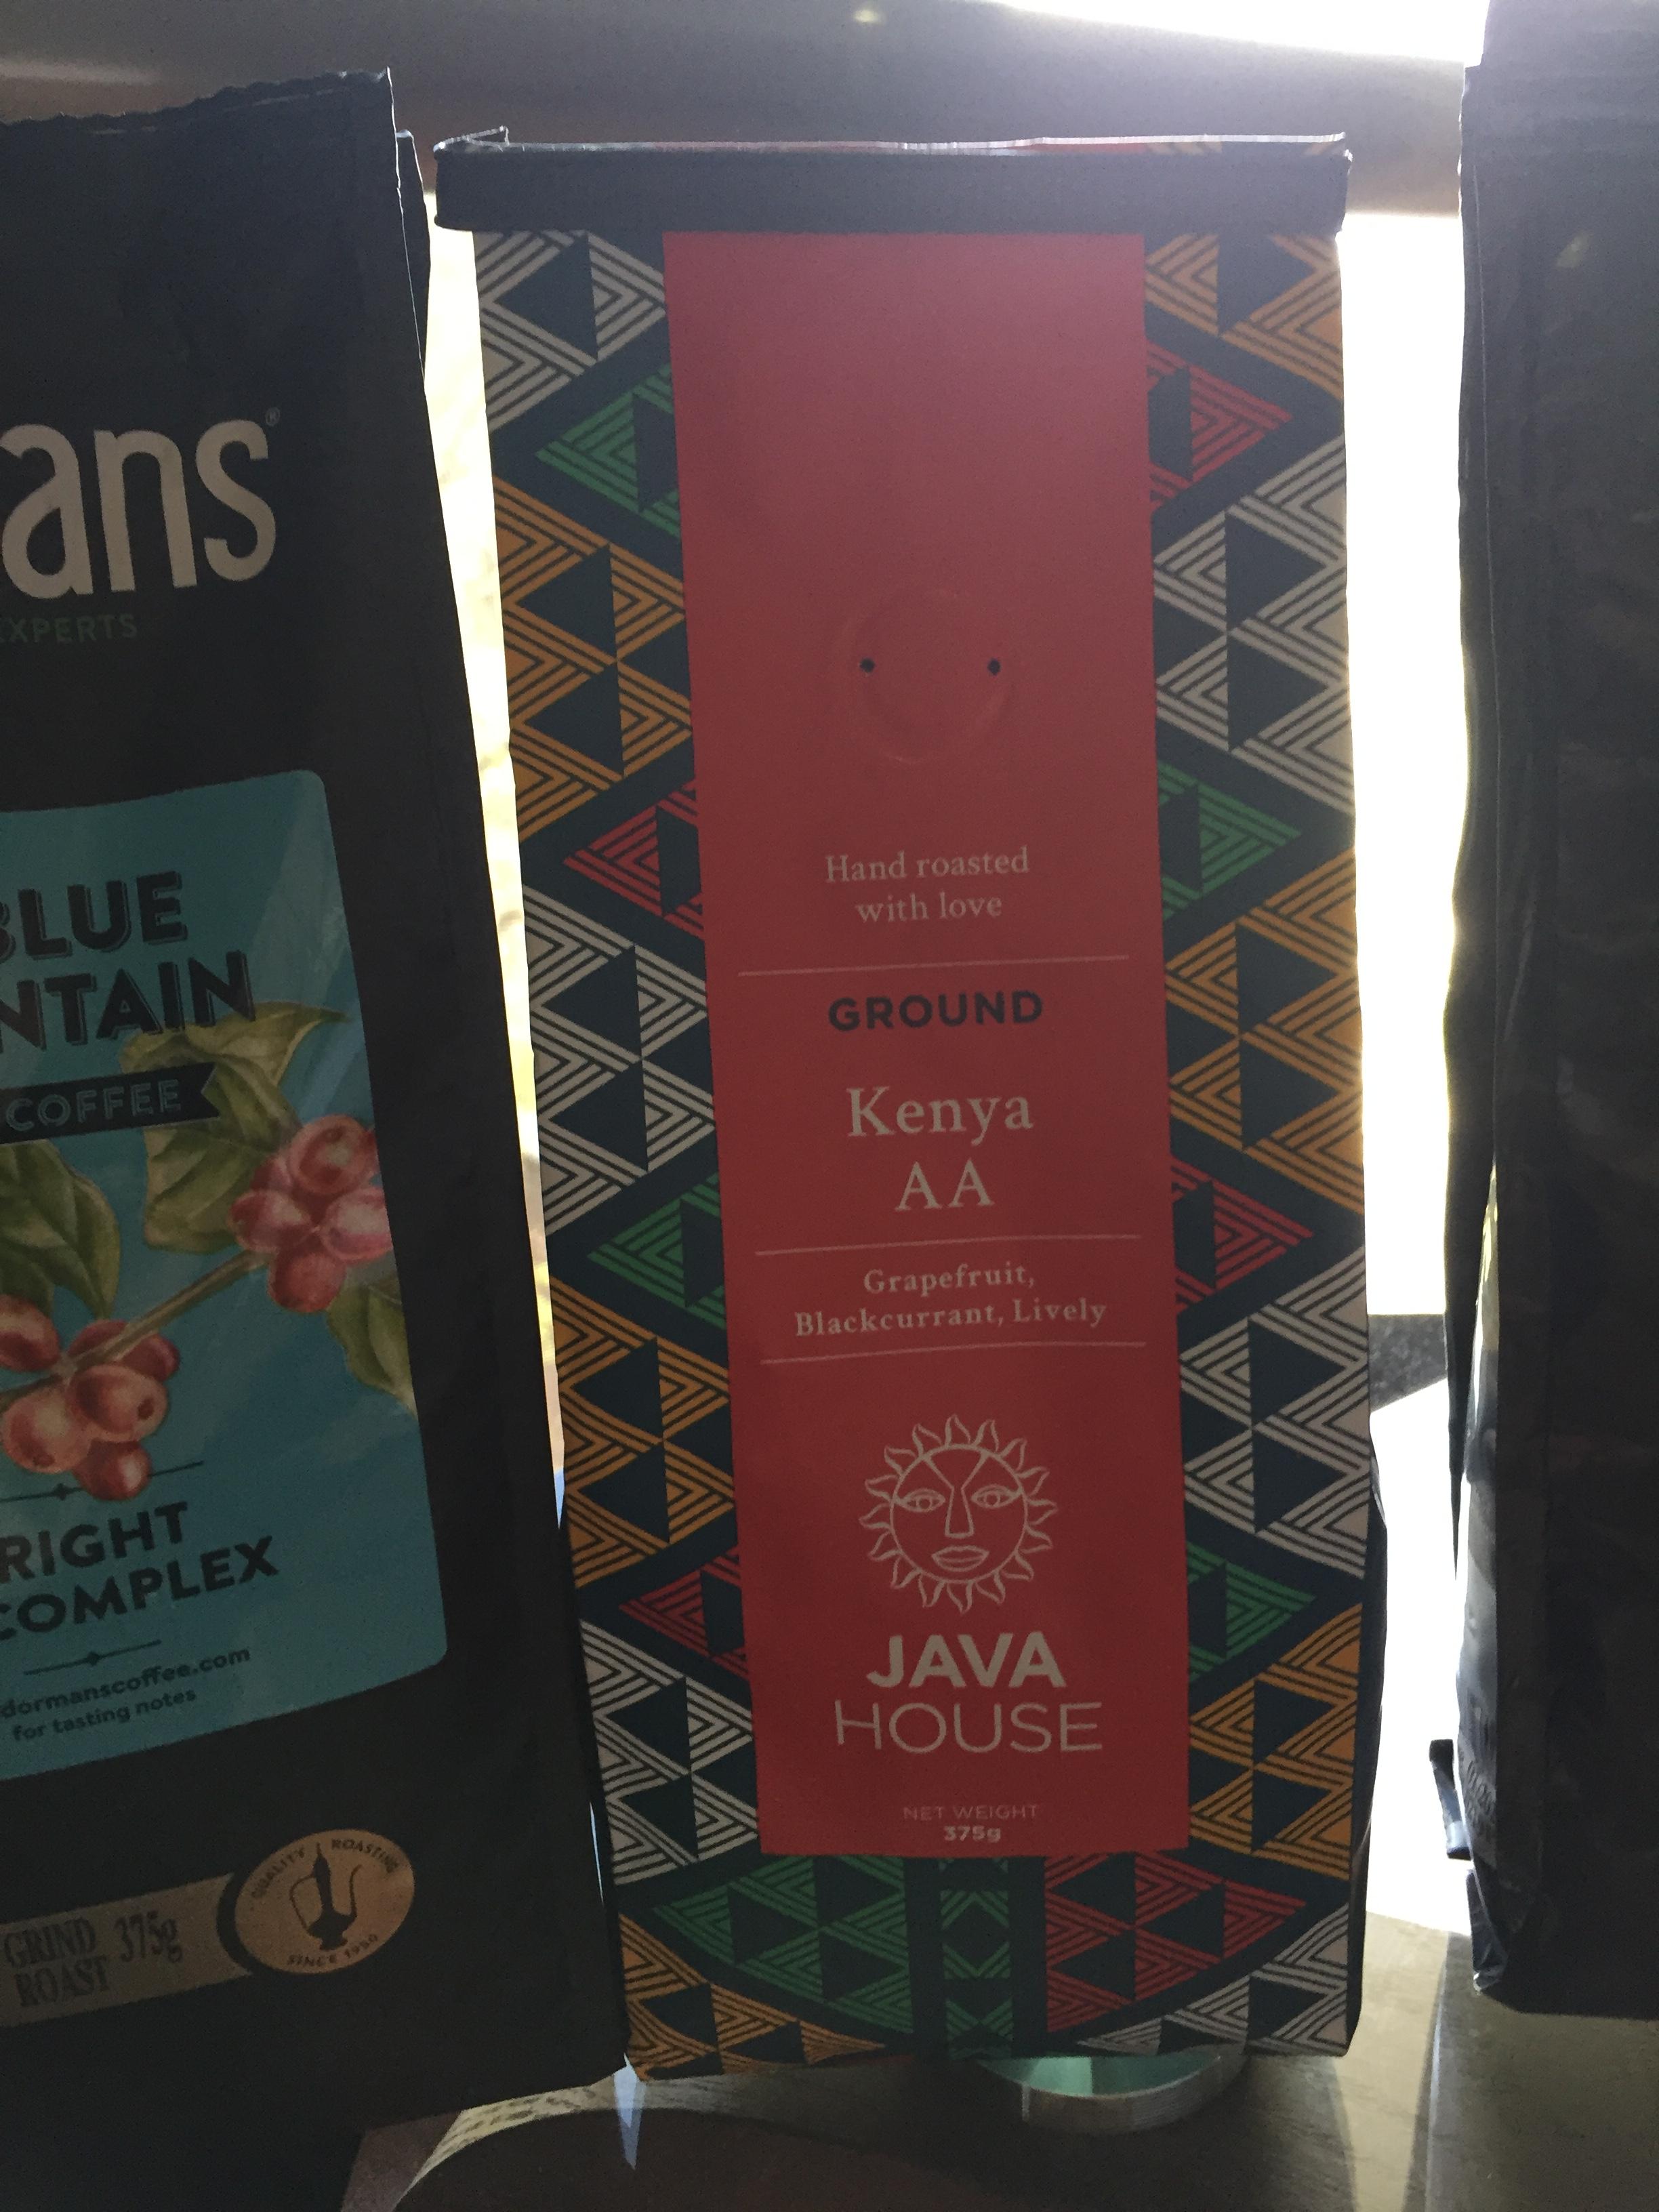 ans®
EXPERTS
BLUE
NTAIN
COFFEE
RIGHT
COMPLEX
dormanscoffee.com
for tasting notes
GRIND 375g
ROAST
QUALITY ROASTING
SINCE 1950
Hand roasted
with love
GROUND
Kenya
AA
Grapefruit,
Blackcurrant, Lively
JAVA
HOUSE
NET WEIGHT
375g